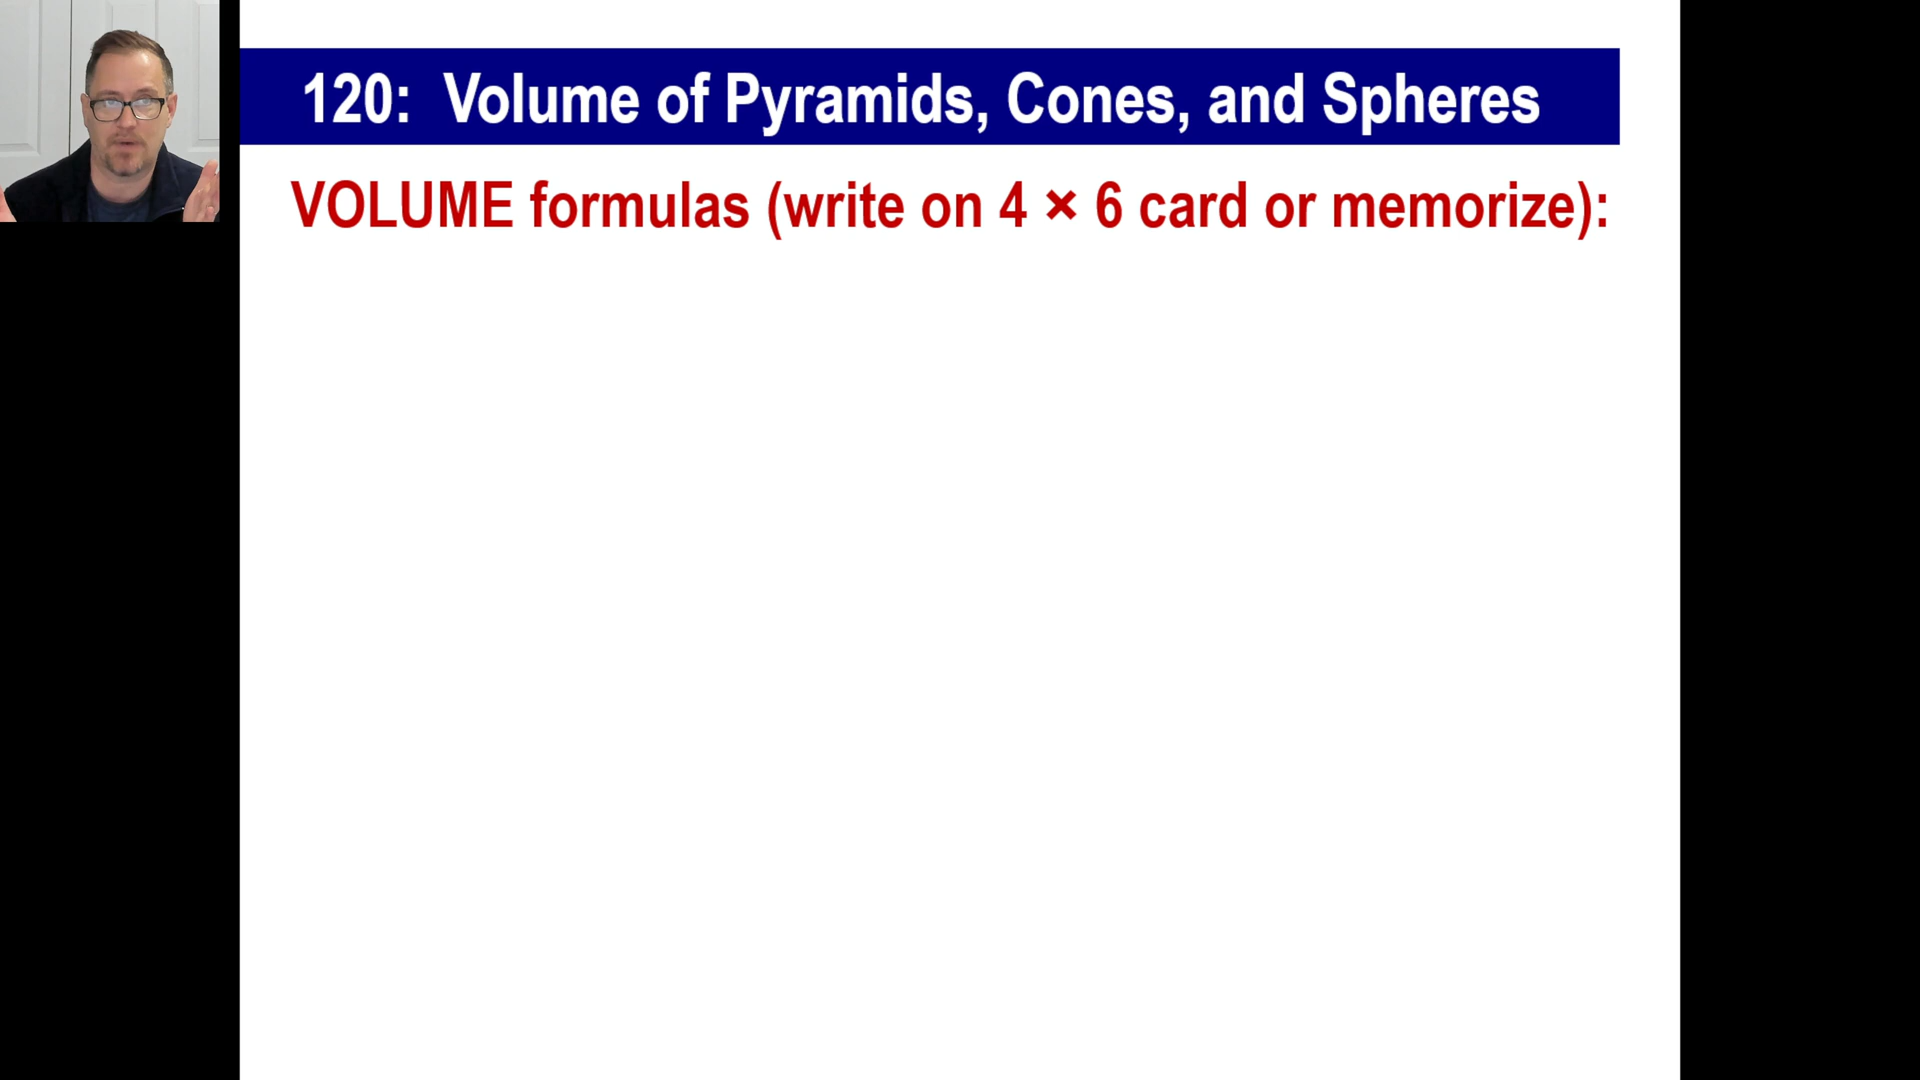 120: Volume of Pyramids, Cones, and Spheres
VOLUME formulas (write on 4 × 6 card or memorize):